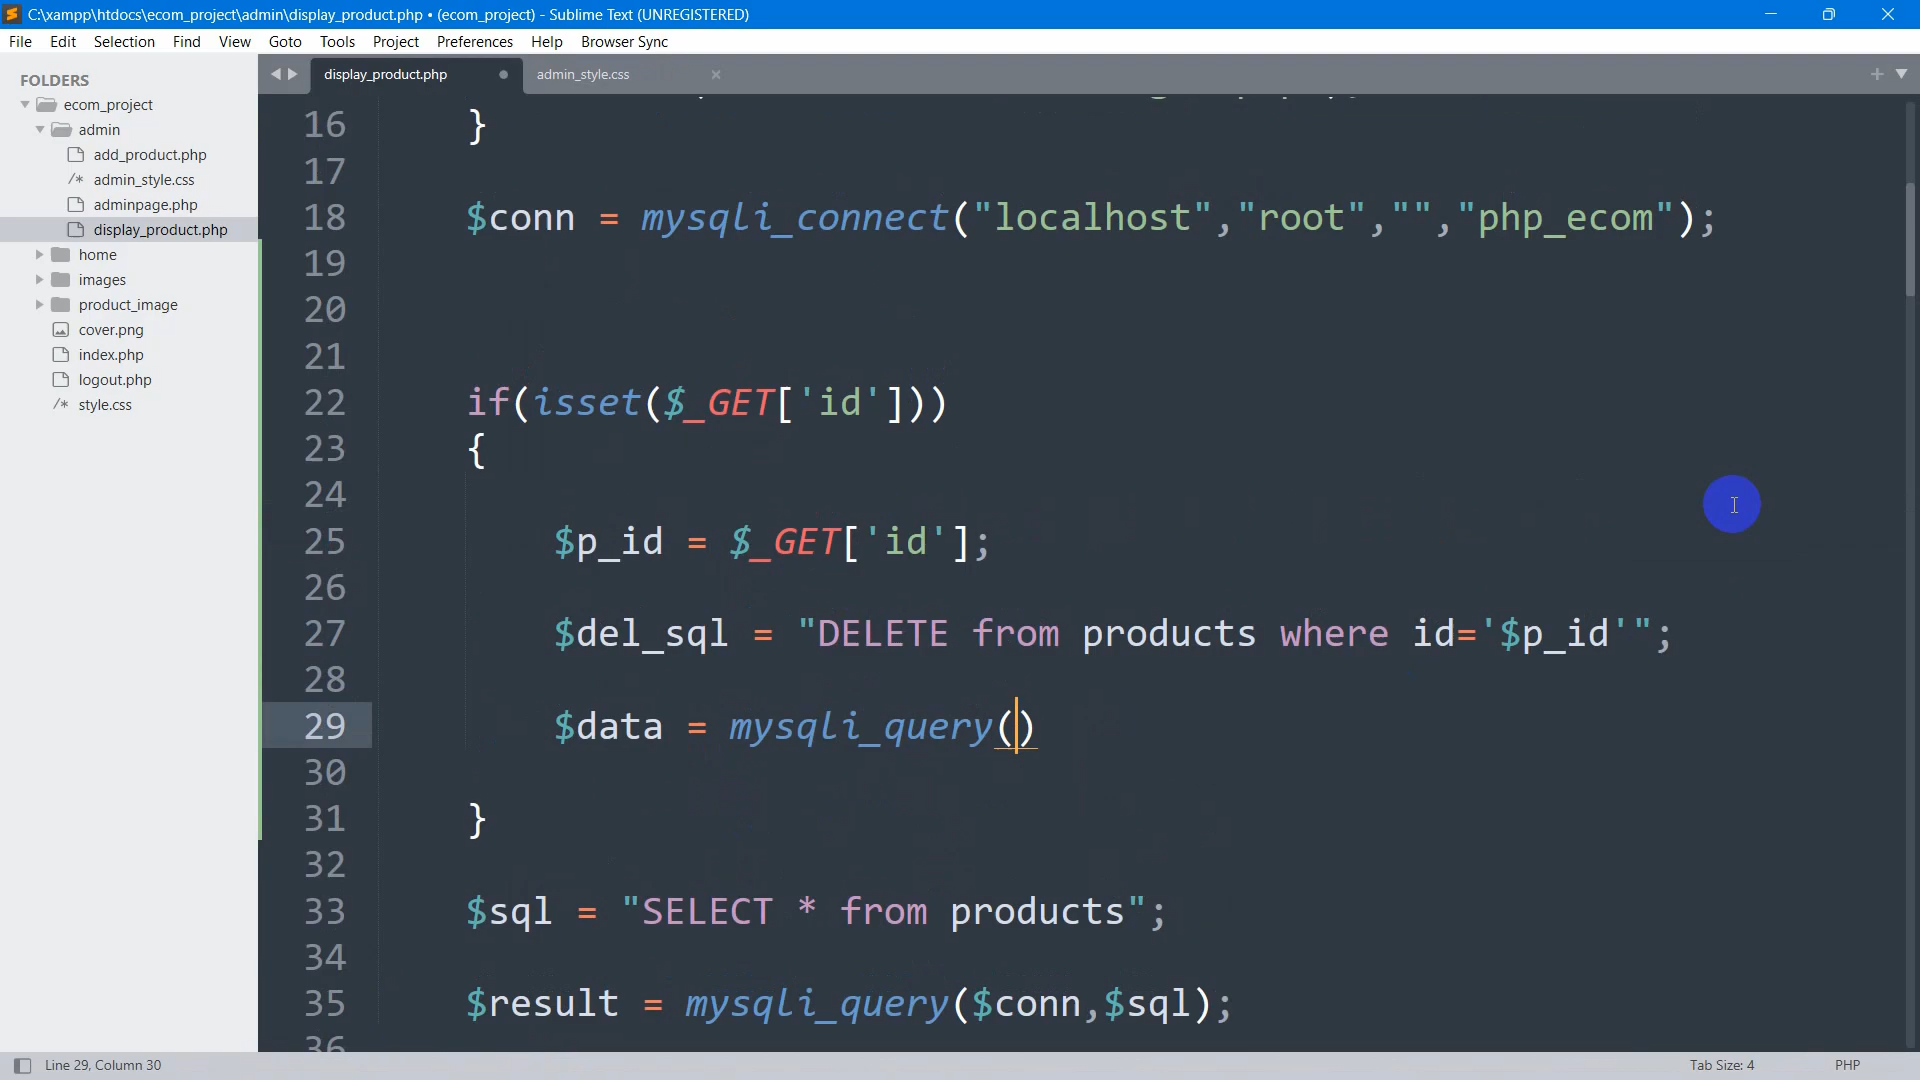 C:\xampp\htdocs\ecom_project\admin\display_product.php • (ecom_project) - Sublime Text (UNREGISTERED)
File Edit Selection Find View Goto Tools Project Preferences Help Browser Sync
FOLDERS
ecom_project
admin
add_product.php
/* admin_style.css
adminpage.php
display_product.php
home
images
product_image
cover.png
index.php
logout.php
/* style.css
display_product.php admin_style.css
16 }
17
18 $conn = mysqli_connect("localhost","root","","php_ecom");
19
20
21
22 if(isset($_GET['id']))
23 {
24
25 $p_id = $_GET['id'];
26
27 $del_sql = "DELETE from products where id='$p_id'";
28
29 $data = mysqli_query()
30
31 }
32
33 $sql = "SELECT * from products";
34
35 $result = mysqli_query($conn,$sql);
36
Line 29, Column 30 Tab Size: 4 PHP